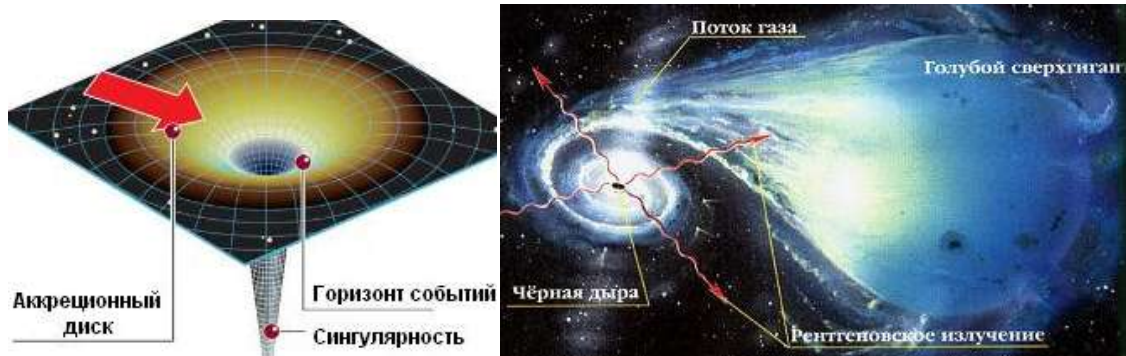 Аккреционный
диск
Горизонт событий
Сингулярность
Поток газа
Голубой сверхгигант
Чёрная дыра
Рентгеновское излучение